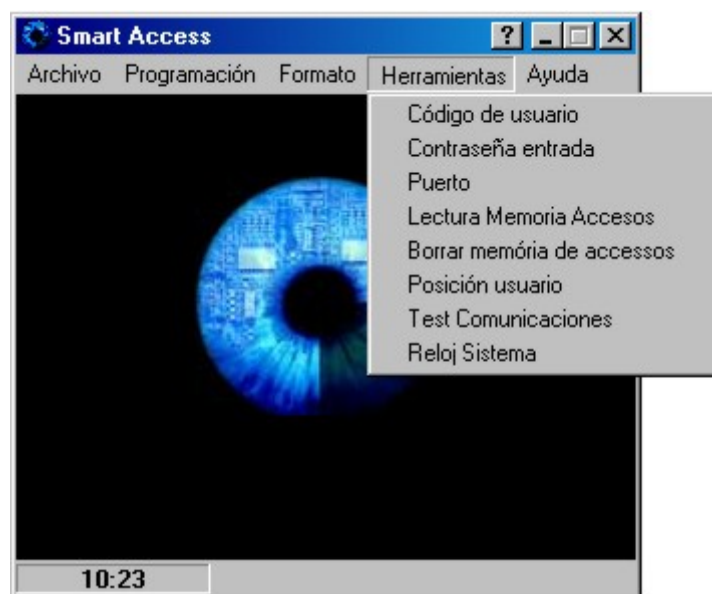 Smart Access
Archivo Programación Formato Herramientas Ayuda
Código de usuario
Contraseña entrada
Puerto
Lectura Memoria Accesos
Borrar memória de accessos
Posición usuario
Test Comunicaciones
Reloj Sistema
10:23